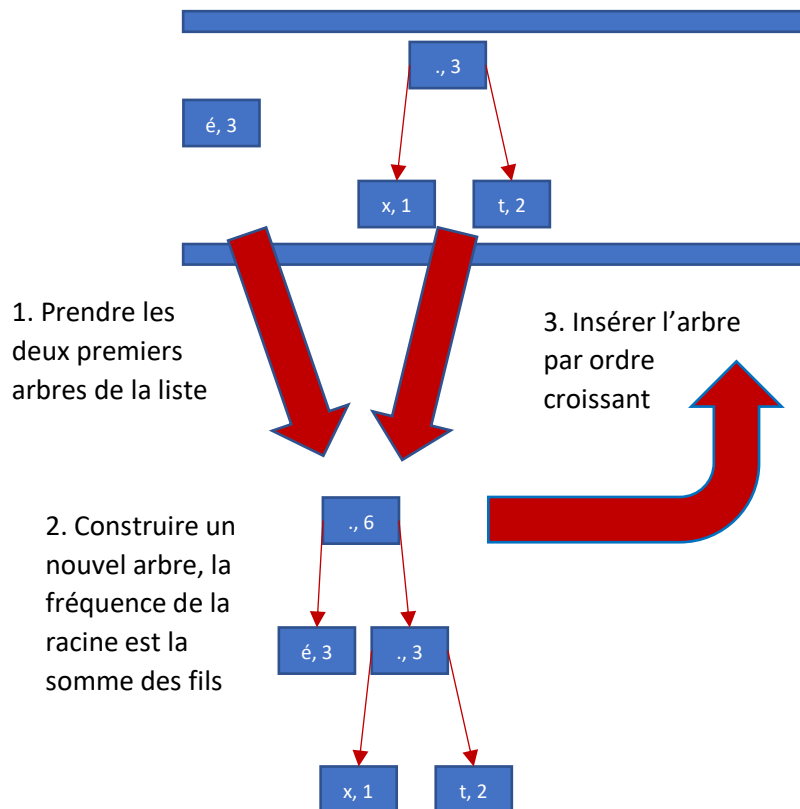 ., 3
é, 3
x, 1
t, 2
1. Prendre les
deux premiers
arbres de la liste
3. Insérer l’arbre
par ordre
croissant
., 6
2. Construire un
nouvel arbre, la
fréquence de la
racine est la
somme des fils
é, 3
., 3
x, 1
t, 2